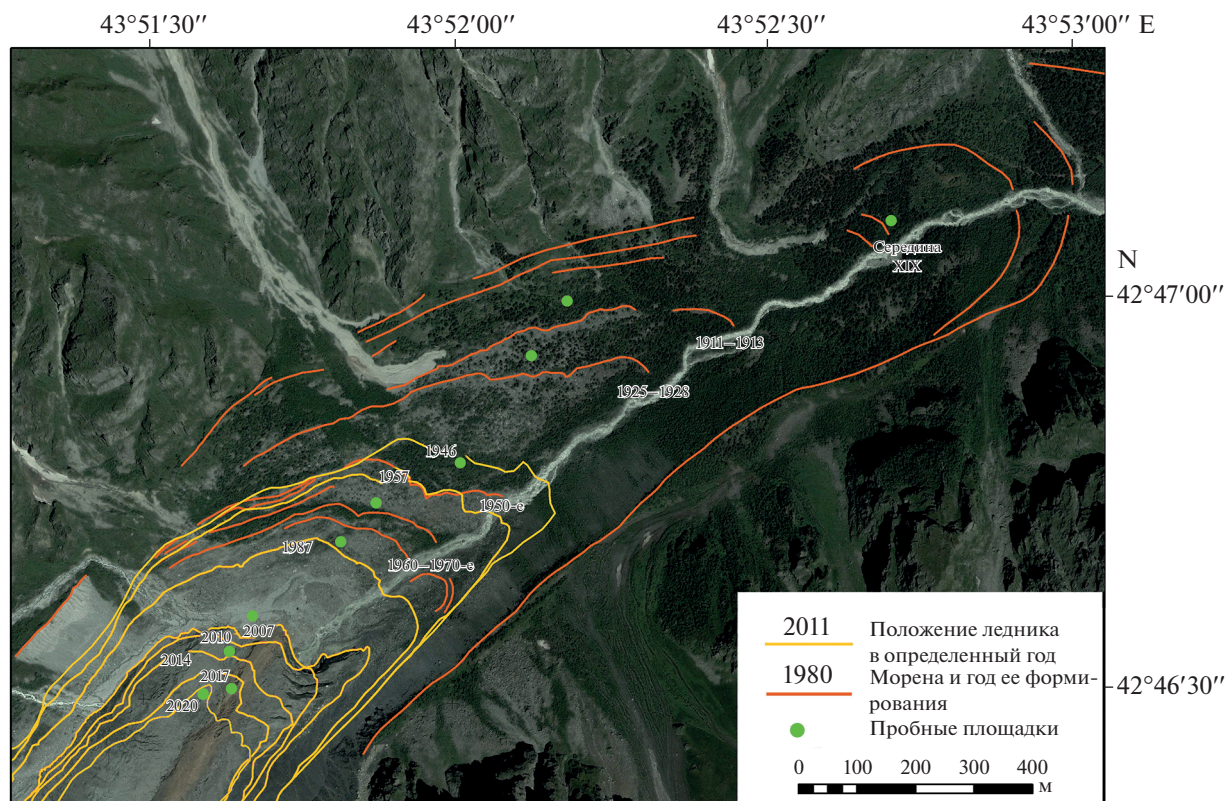 43°51′30″
43°52′00″
43°52′30″
43°53′00″ E
N
42°47′00″
42°46′30″
Середина
XIX
1911–1913
1925–1928
1946
1957
1950-е
1987
1960–1970-е
2007
2010
2014
2017
2020
2011
Положение ледника
в определенный год
1980
Морена и год ее форми-
рования
Пробные площадки
0 100 200 300 400
м